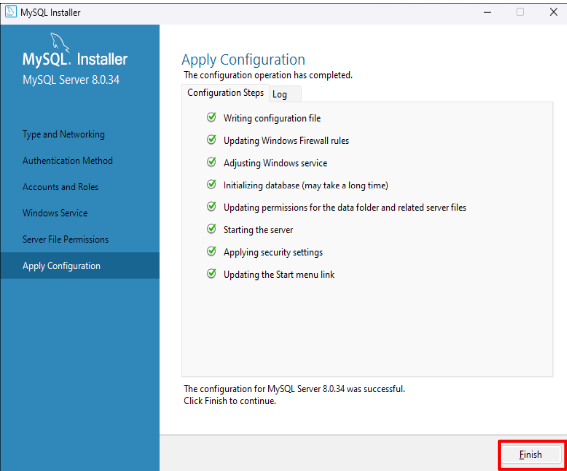 MySQL Installer
MySQL. Installer
MySQL Server 8.0.34
Type and Networking
Authentication Method
Accounts and Roles
Windows Service
Server File Permissions
Apply Configuration
Apply Configuration
The configuration operation has completed.
Configuration Steps Log
Writing configuration file
Updating Windows Firewall rules
Adjusting Windows service
Initializing database (may take a long time)
Updating permissions for the data folder and related server files
Starting the server
Applying security settings
Updating the Start menu link
The configuration for MySQL Server 8.0.34 was successful.
Click Finish to continue.
Finish